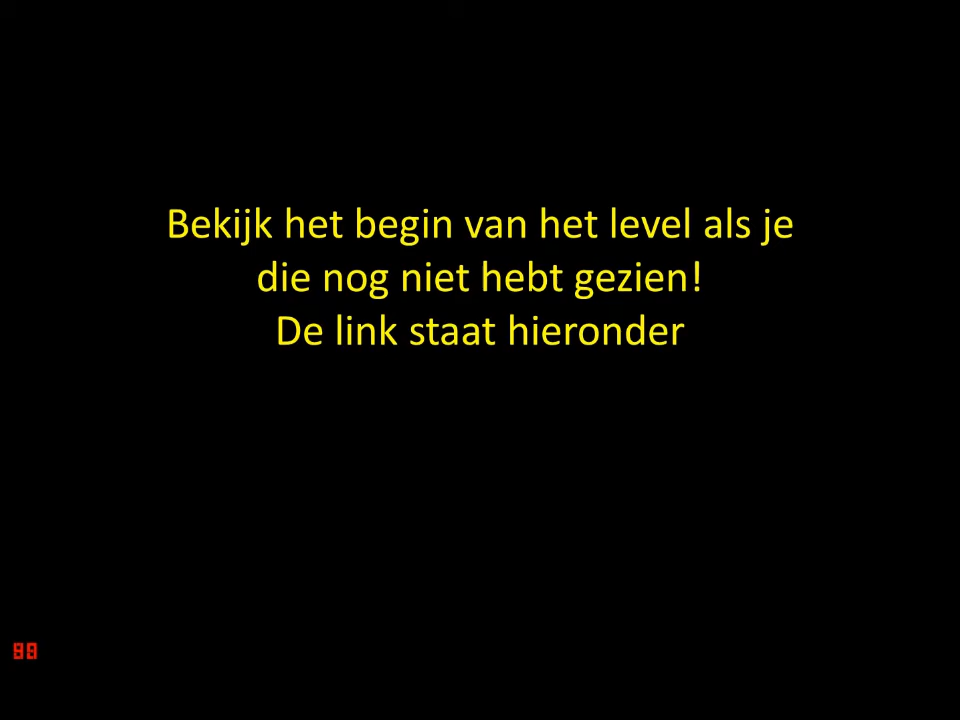 Bekijk het begin van het level als je
die nog niet hebt gezien!
De link staat hieronder
99